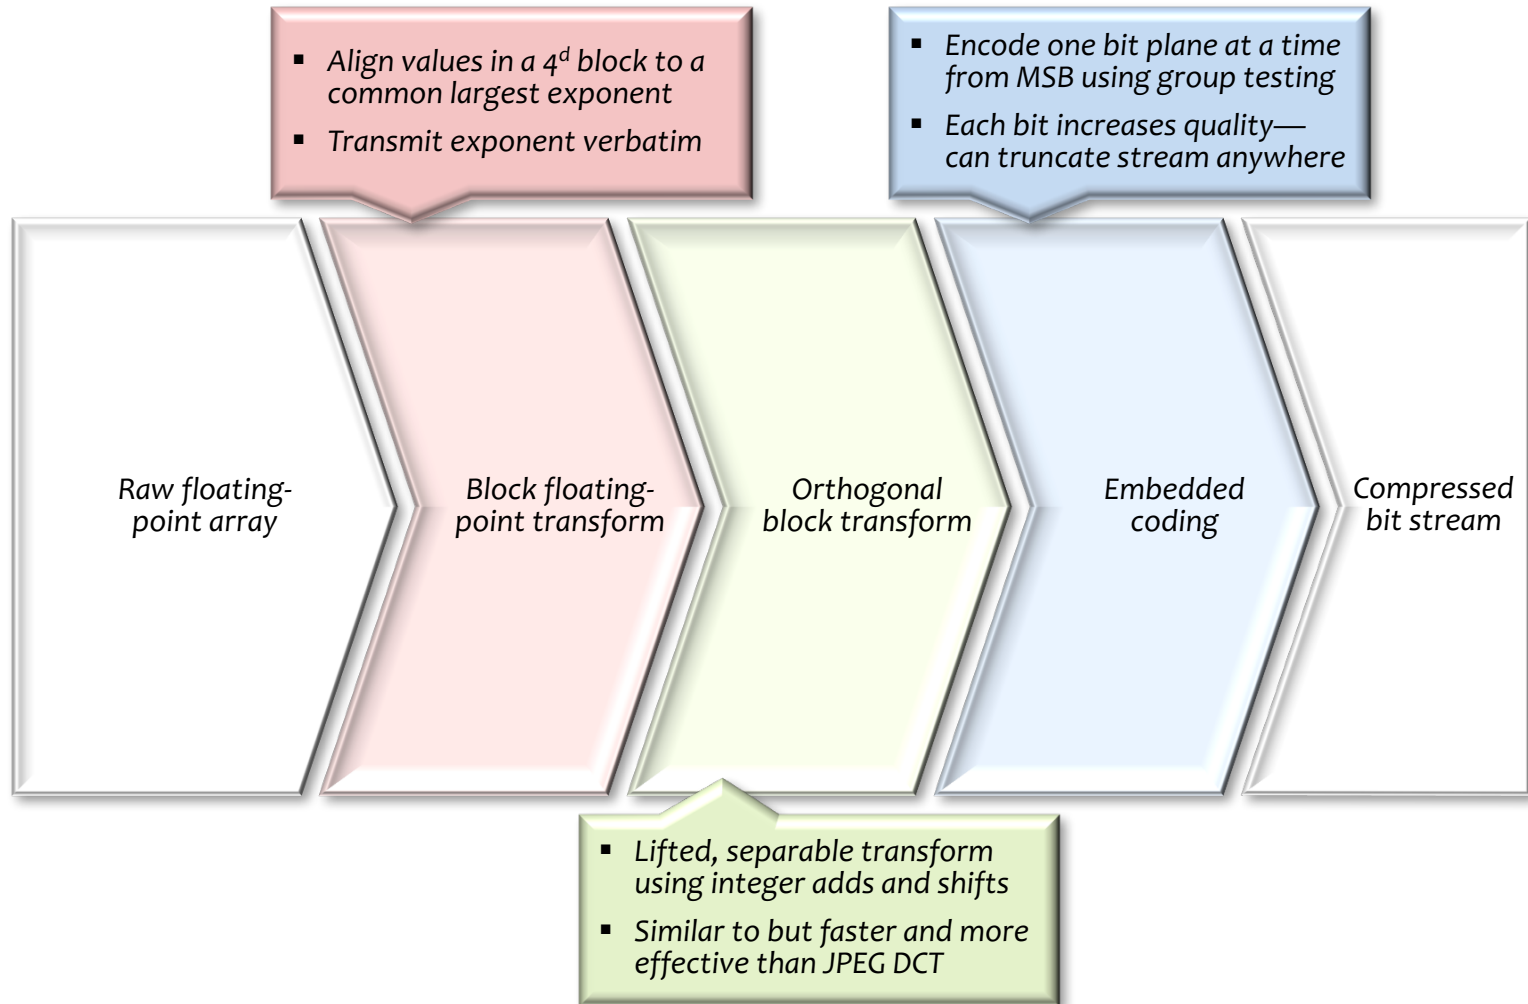 ▪ Align values in a 4ᵈ block to a
common largest exponent
▪ Transmit exponent verbatim
▪ Encode one bit plane at a time
from MSB using group testing
▪ Each bit increases quality—
can truncate stream anywhere
Raw floating-
point array
Block floating-
point transform
Orthogonal
block transform
Embedded
coding
Compressed
bit stream
▪ Lifted, separable transform
using integer adds and shifts
▪ Similar to but faster and more
effective than JPEG DCT